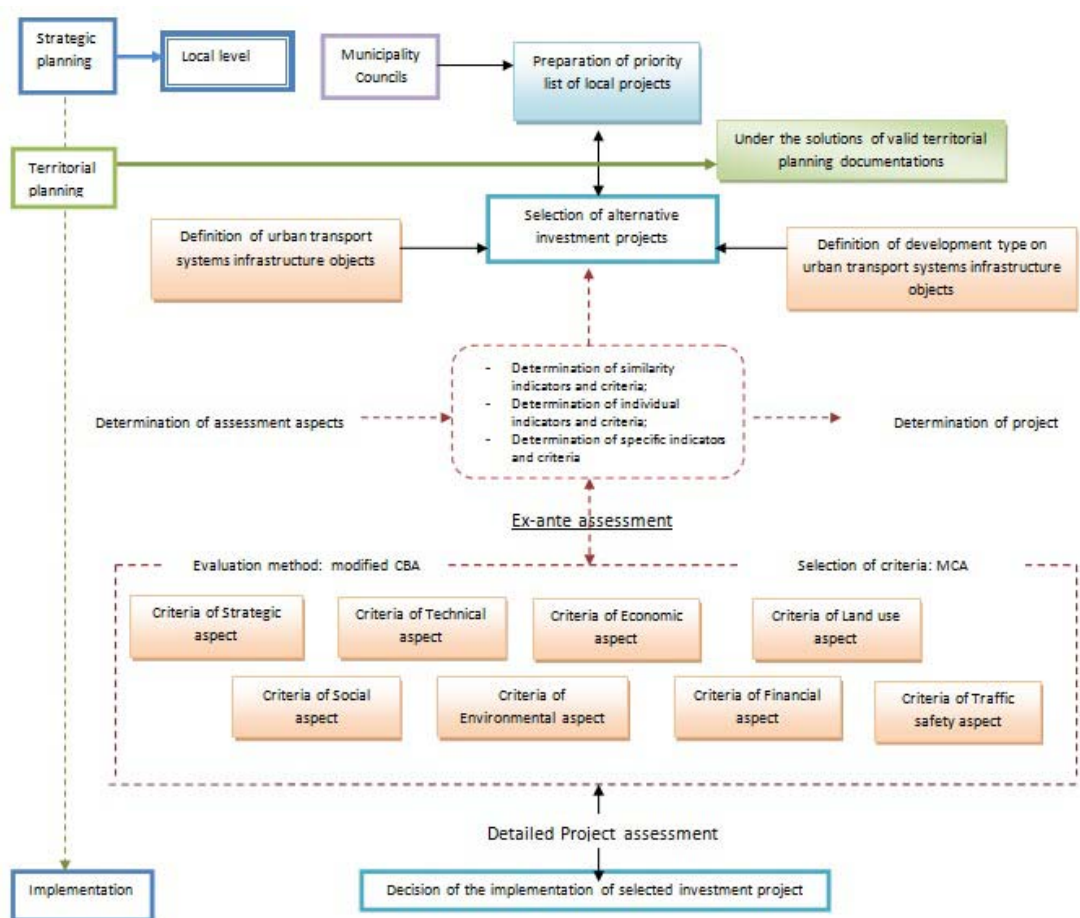 Strategic
planning
Local level
Municipality
Councils
Preparation of priority
list of local projects
Under the solutions of valid territorial
planning documentations
Territorial
planning
Selection of alternative
investment projects
Definition of urban transport
systems infrastructure objects
Definition of development type on
urban transport systems infrastructure
objects
- Determination of similarity
indicators and criteria;
- Determination of individual
indicators and criteria;
- Determination of specific indicators
and criteria
Determination of assessment aspects
Determination of project
Ex-ante assessment
Evaluation method: modified CBA
Selection of criteria: MCA
Criteria of Strategic
aspect
Criteria of Technical
aspect
Criteria of Economic
aspect
Criteria of Land use
aspect
Criteria of Social
aspect
Criteria of
Environmental aspect
Criteria of Financial
aspect
Criteria of Traffic
safety aspect
Detailed Project assessment
Implementation
Decision of the implementation of selected investment project